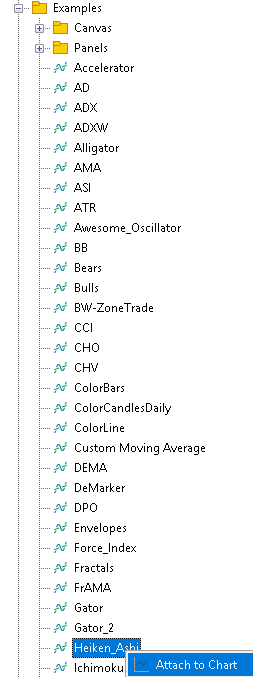 Examples
Canvas
Panels
Accelerator
AD
ADX
ADXW
Alligator
AMA
ASI
ATR
Awesome_Oscillator
BB
Bears
Bulls
BW-ZoneTrade
CCI
CHO
CHV
ColorBars
ColorCandlesDaily
ColorLine
Custom Moving Average
DEMA
DeMarker
DPO
Envelopes
Force_Index
Fractals
FrAMA
Gator
Gator_2
Heiken_Ashi
Ichimoku Attach to Chart